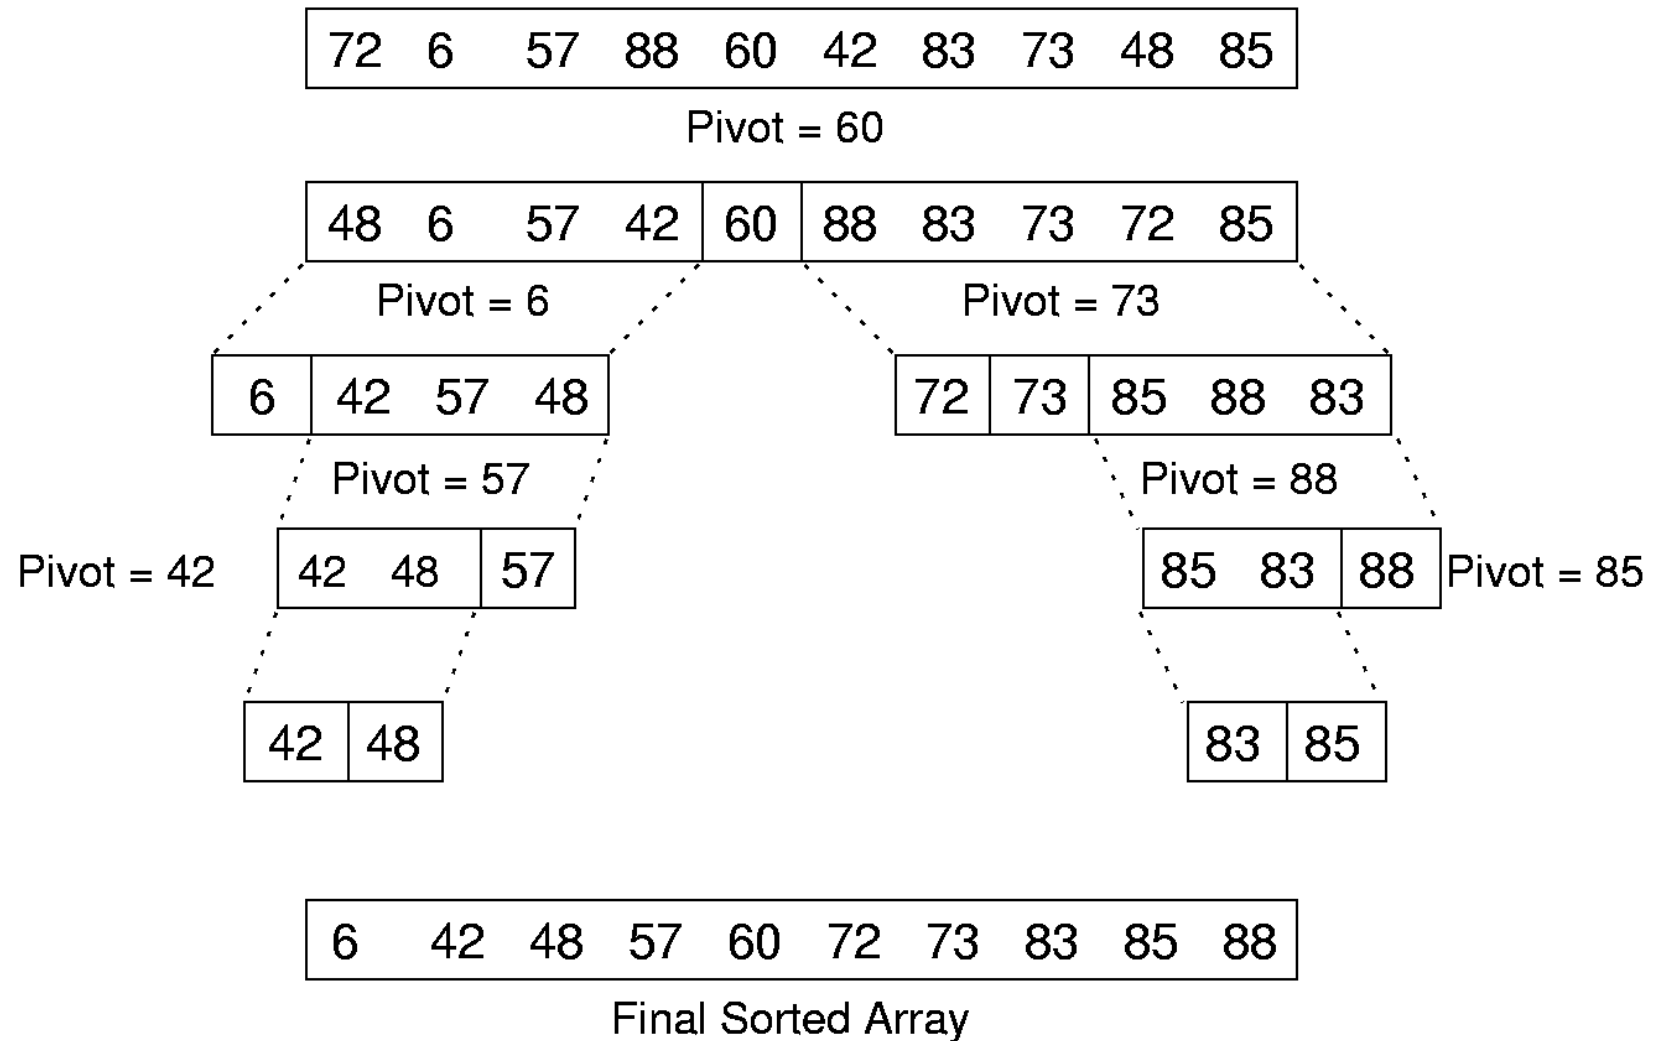 72 6 57 88 60 42 83 73 48 85
Pivot = 60
48 6 57 42 60 88 83 73 72 85
Pivot = 6 Pivot = 73
6 42 57 48 72 73 85 88 83
Pivot = 57 Pivot = 88
Pivot = 42 42 48 57 85 83 88 Pivot = 85
42 48 83 85
6 42 48 57 60 72 73 83 85 88
Final Sorted Array